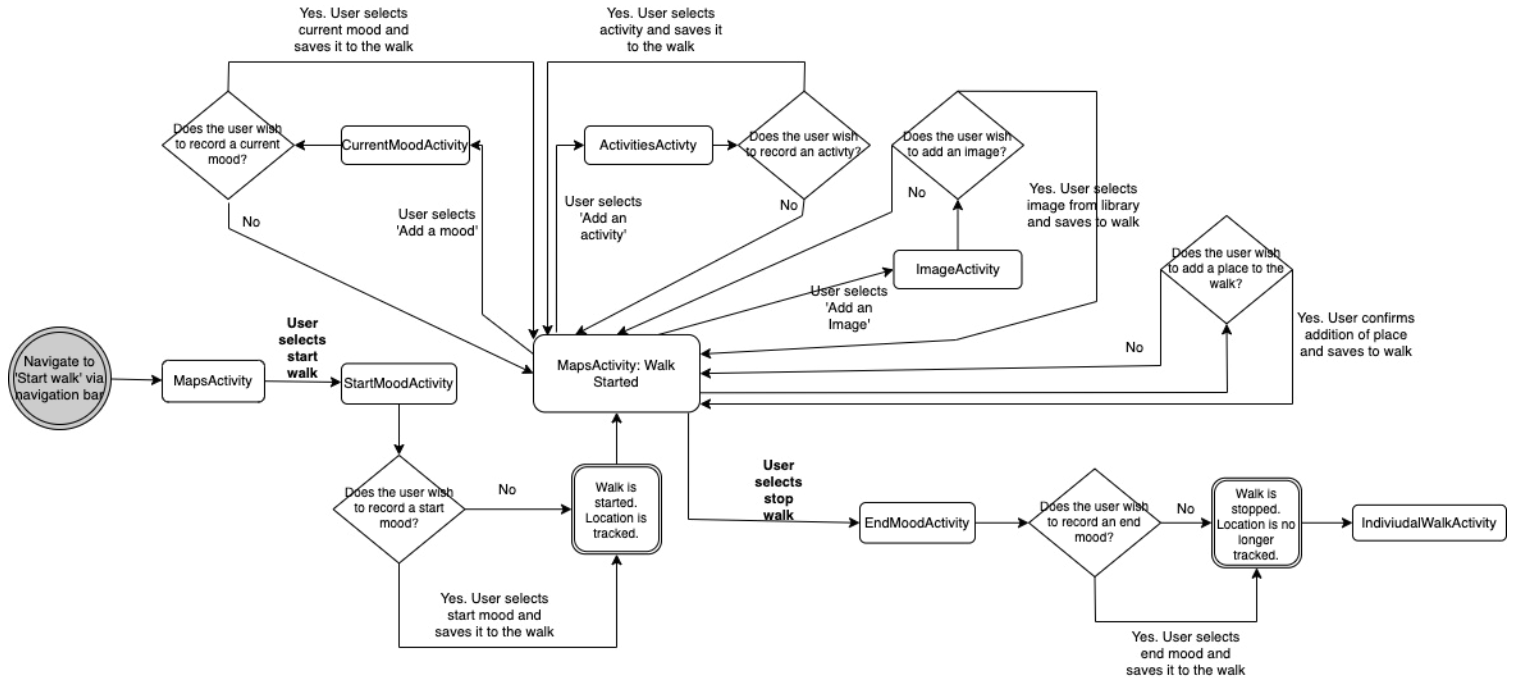 Yes. User selects
current mood and
saves it to the walk
Yes. User selects
activity and saves it
to the walk
Does the user wish
to record a current
mood?
CurrentMoodActivity
ActivitiesActivty
Does the user wish
to record an activty?
Does the user wish
to add an image?
No
User selects
'Add a mood'
User selects
'Add an
activity'
No
No
Yes. User selects
image from library
and saves to walk
ImageActivity
User selects
'Add an
Image'
Does the user wish
to add a place to the
walk?
Yes. User confirms
addition of place
and saves to walk
No
Navigate to
'Start walk' via
navigation bar
MapsActivity
User
selects
start
walk
StartMoodActivity
MapsActivity: Walk
Started
Does the user wish
to record a start
mood?
No
Walk is
started.
Location is
tracked.
Yes. User selects
start mood and
saves it to the walk
User
selects
stop
walk
EndMoodActivity
Does the user wish
to record an end
mood?
No
Walk is
stopped.
Location is no
longer
tracked.
IndiviudalWalkActivity
Yes. User selects
end mood and
saves it to the walk